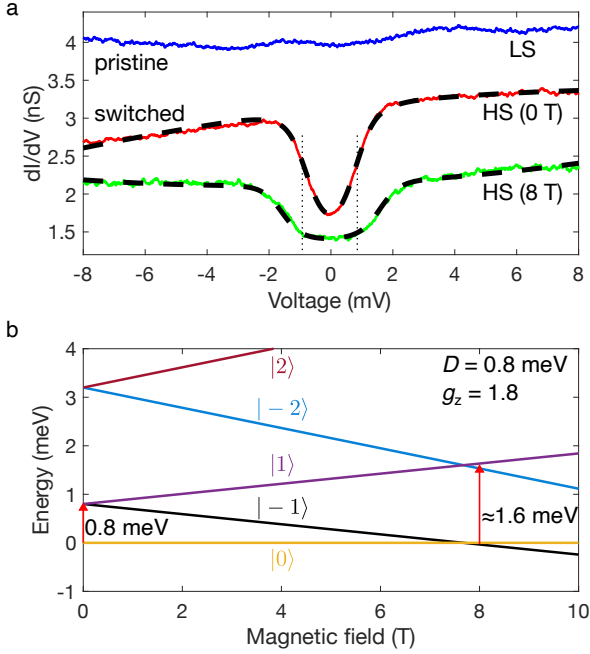 a
4
3.5
3
2.5
2
1.5
dI/dV (nS)
pristine
LS
switched
HS (0 T)
HS (8 T)
-8 -6 -4 -2 0 2 4 6 8
Voltage (mV)
b
4
3
2
1
0
-1
Energy (meV)
|2⟩
D = 0.8 meV
g_z = 1.8
|−2⟩
|1⟩
|−1⟩
0.8 meV
≈1.6 meV
|0⟩
0 2 4 6 8 10
Magnetic field (T)